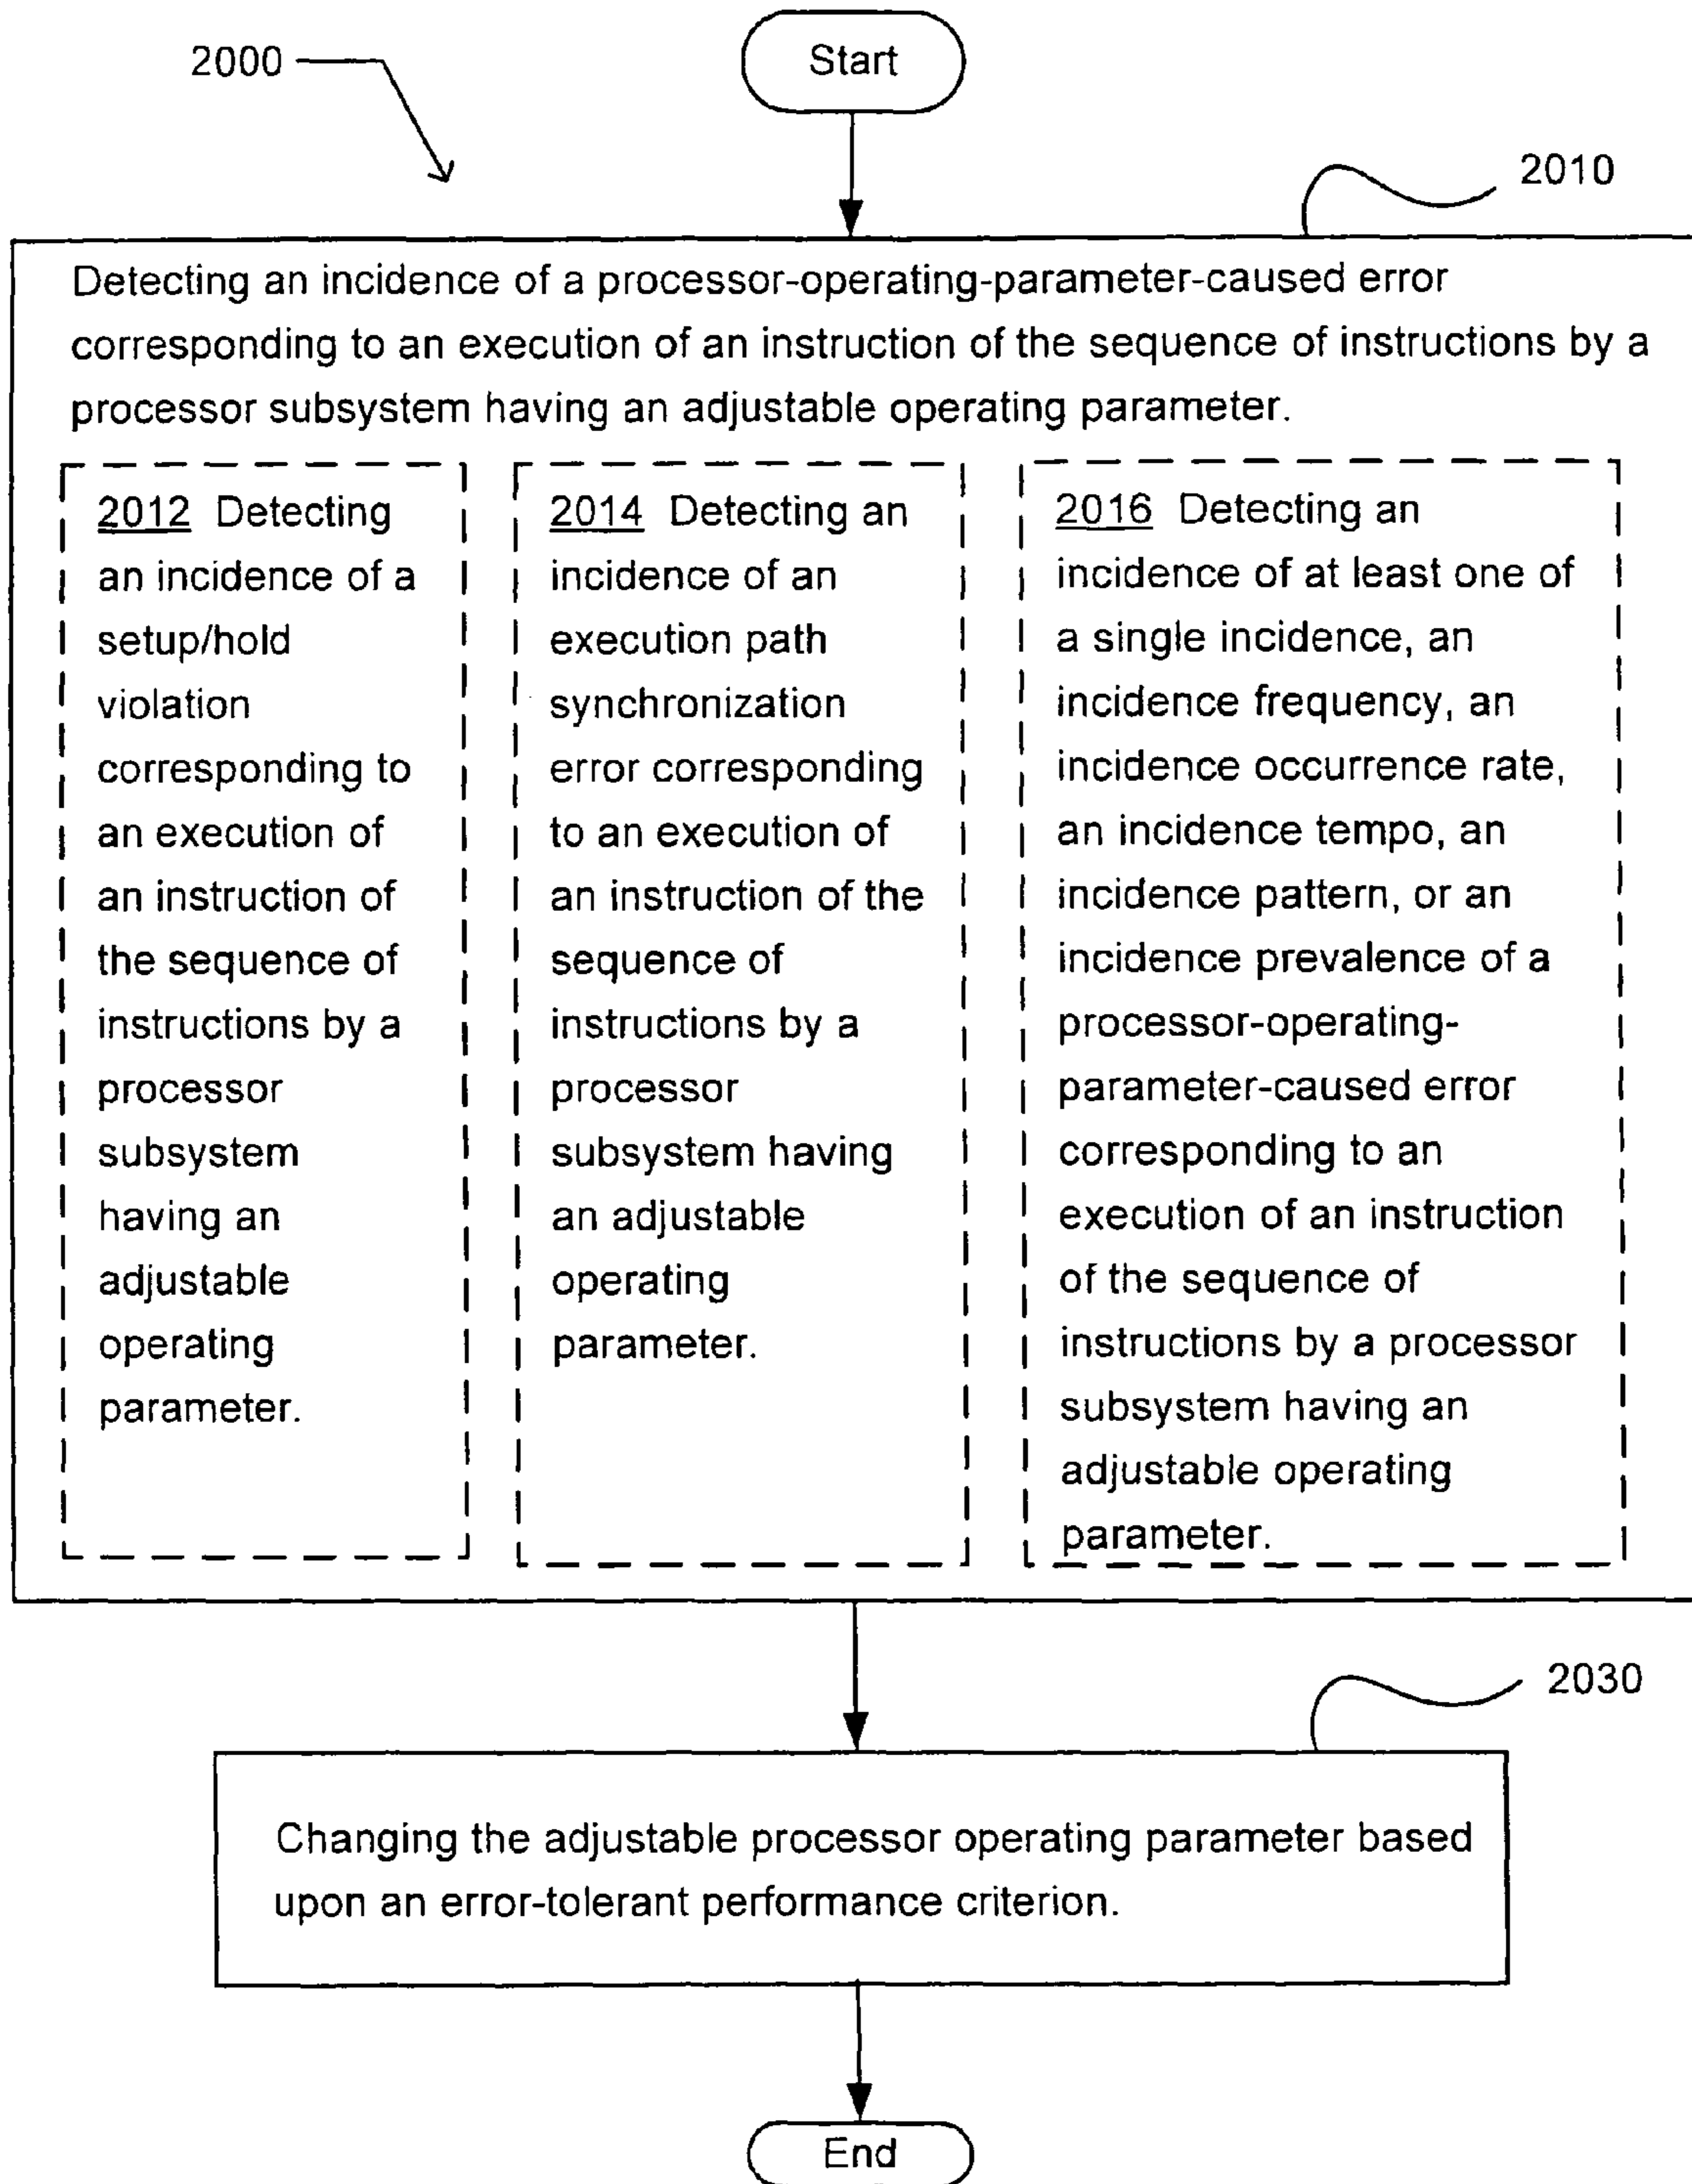 2000
Start
2010
Detecting an incidence of a processor-operating-parameter-caused error
corresponding to an execution of an instruction of the sequence of instructions by a
processor subsystem having an adjustable operating parameter.
2012 Detecting
an incidence of a
setup/hold
violation
corresponding to
an execution of
an instruction of
the sequence of
instructions by a
processor
subsystem
having an
adjustable
operating
parameter.
2014 Detecting an
incidence of an
execution path
synchronization
error corresponding
to an execution of
an instruction of the
sequence of
instructions by a
processor
subsystem having
an adjustable
operating
parameter.
2016 Detecting an
incidence of at least one of
a single incidence, an
incidence frequency, an
incidence occurrence rate,
an incidence tempo, an
incidence pattern, or an
incidence prevalence of a
processor-operating-
parameter-caused error
corresponding to an
execution of an instruction
of the sequence of
instructions by a processor
subsystem having an
adjustable operating
parameter.
2030
Changing the adjustable processor operating parameter based
upon an error-tolerant performance criterion.
End